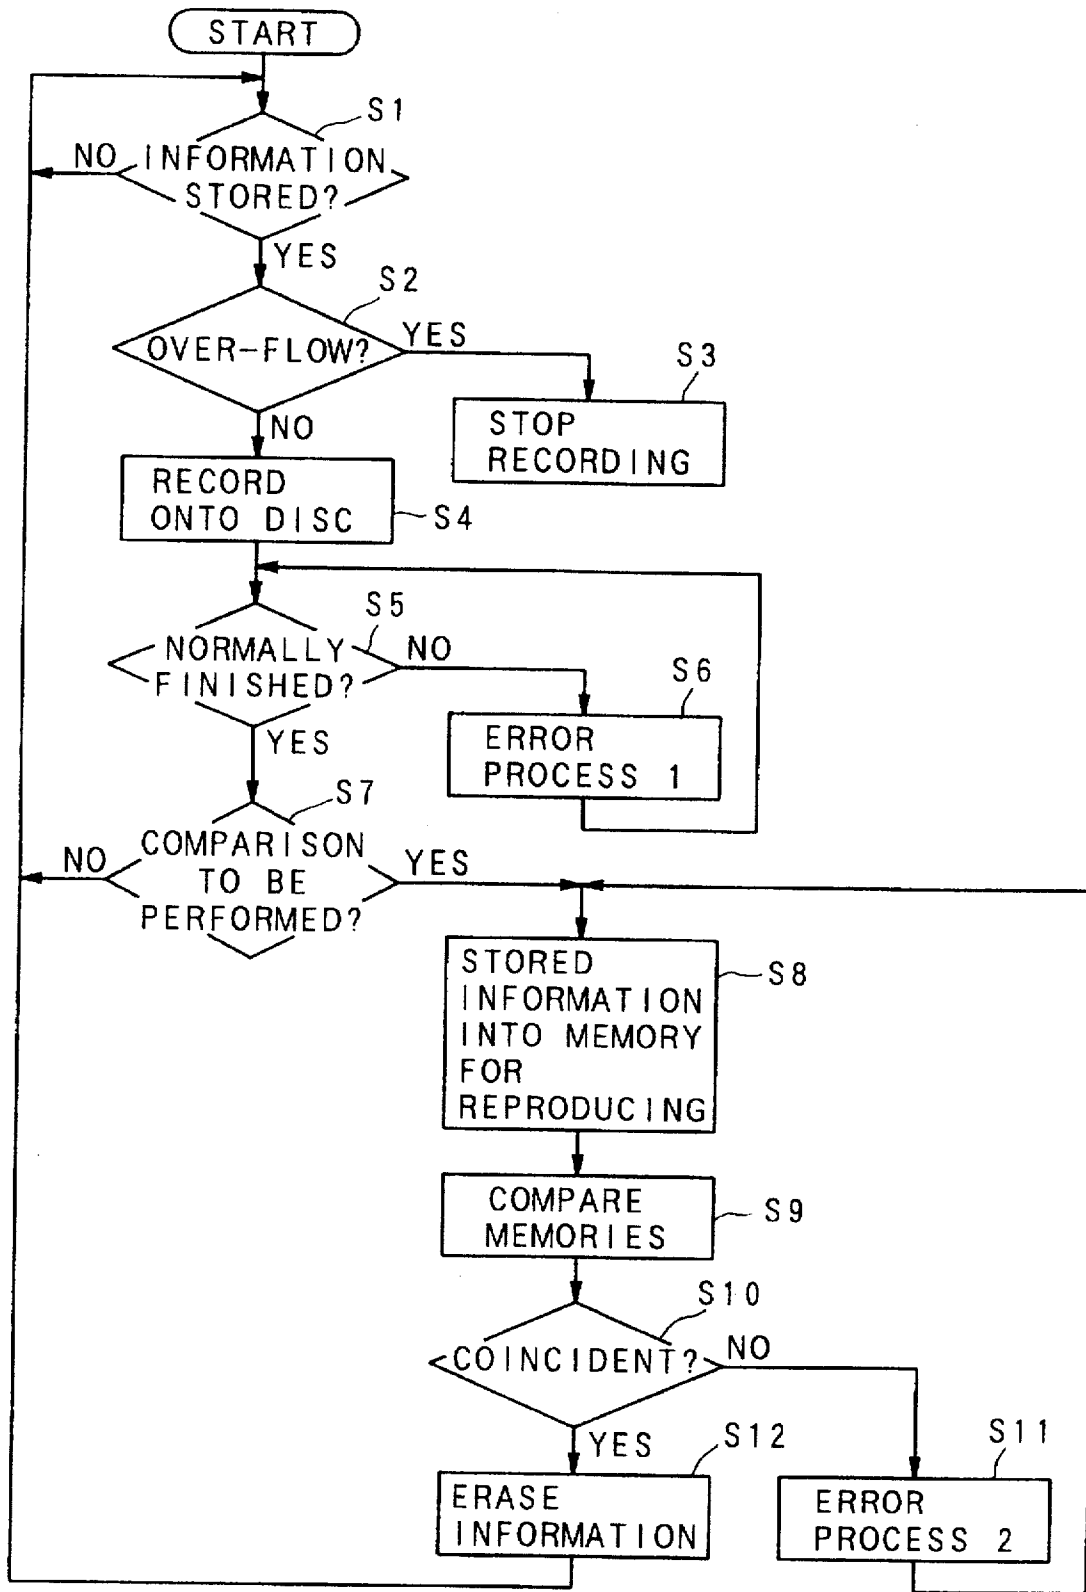 START
S1
NO
INFORMATION
STORED?
YES
S2
OVER-FLOW?
YES
S3
NO
STOP
RECORDING
RECORD
ONTO DISC
S4
S5
NORMALLY
FINISHED?
NO
S6
YES
ERROR
PROCESS 1
S7
NO
COMPARISON
TO BE
PERFORMED?
YES
STORED
INFORMATION
INTO MEMORY
FOR
REPRODUCING
S8
COMPARE
MEMORIES
S9
S10
COINCIDENT?
NO
YES
S12
S11
ERASE
INFORMATION
ERROR
PROCESS 2